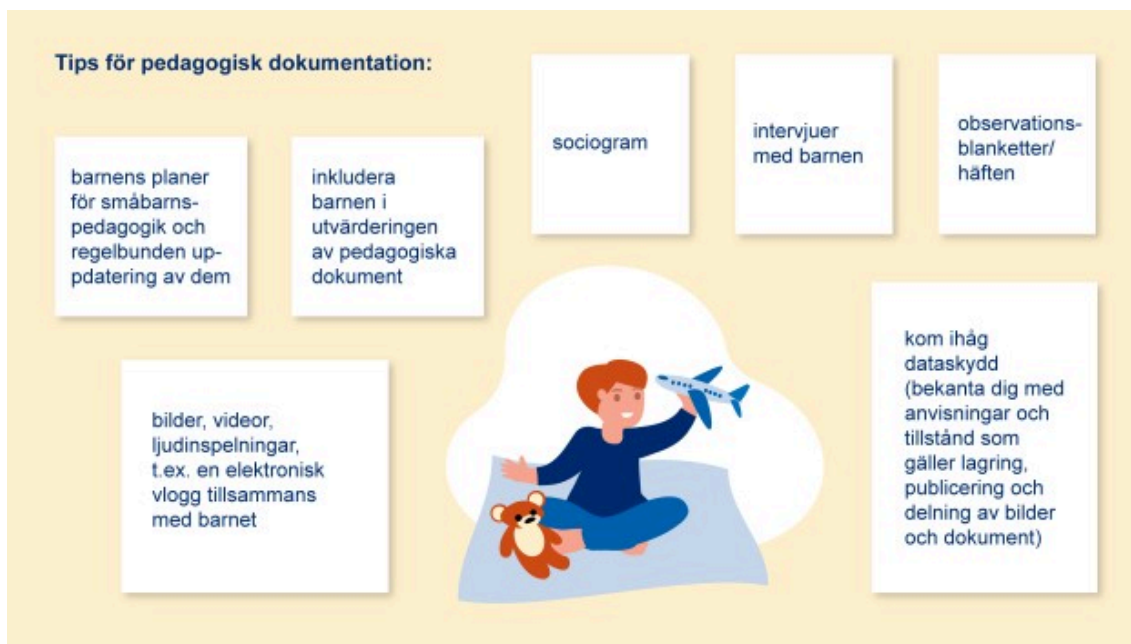 Tips för pedagogisk dokumentation:
barnens planer
för småbarns-
pedagogik och
regelbunden up-
pdatering av dem
inkludera
barnen i
utvärderingen
av pedagogiska
dokument
sociogram
intervjuer
med barnen
observations-
blanketter/
häften
bilder, videor,
ljudinspelningar,
t.ex. en elektronisk
vlogg tillsammans
med barnet
kom ihåg
dataskydd
(bekanta dig med
anvisningar och
tillstånd som
gäller lagring,
publicering och
delning av bilder
och dokument)